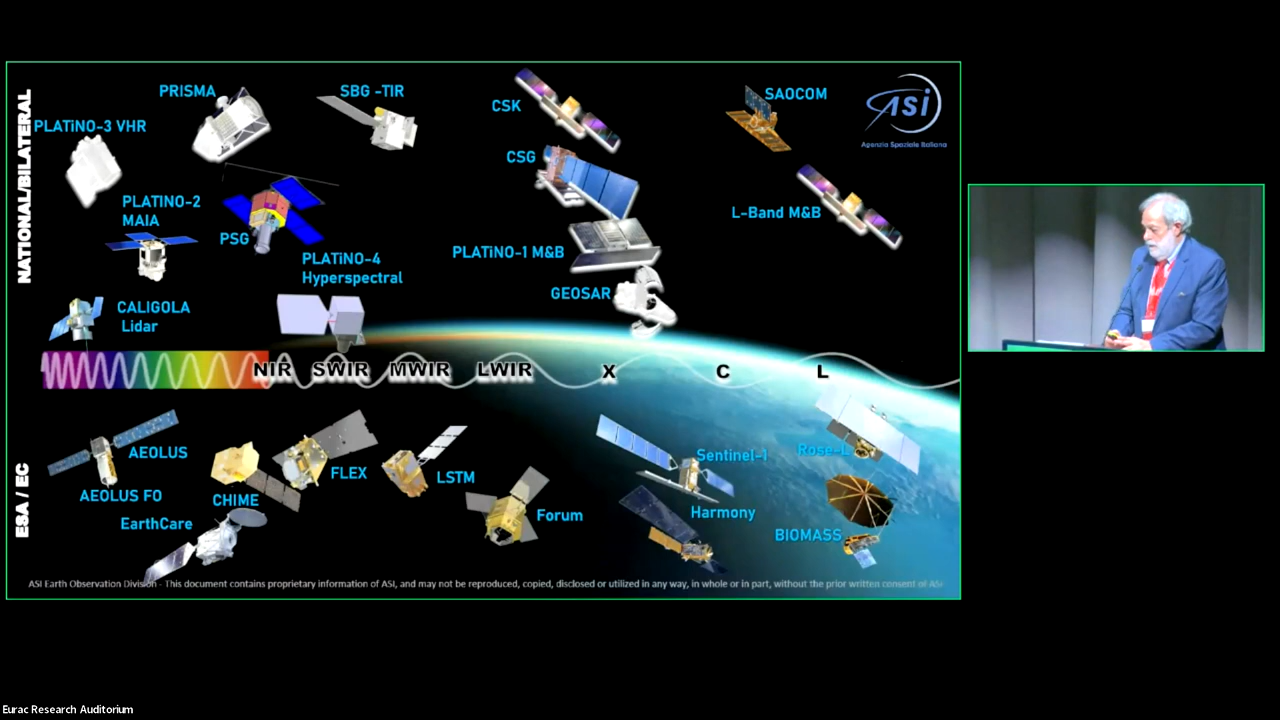 NATIONAL/BILATERAL
PRISMA
SBG -TIR
CSK
SAOCOM
ASI
Agenzia Spaziale Italiana
PLATiNO-3 VHR
CSG
PLATiNO-2
MAIA
L-Band M&B
PSG
PLATiNO-4
Hyperspectral
PLATiNO-1 M&B
GEOSAR
CALIGOLA
Lidar
NIR SWIR MWIR LWIR X C L
ESA / EC
AEOLUS
AEOLUS FO
CHIME
FLEX
LSTM
Sentinel-1
Rose-L
Harmony
Forum
EarthCare
BIOMASS
ASI Earth Observation Division - This document contains proprietary information of ASI, and may not be reproduced, copied, disclosed or utilized in any way, in whole or in part, without the prior written consent of ASI
Eurac Research Auditorium